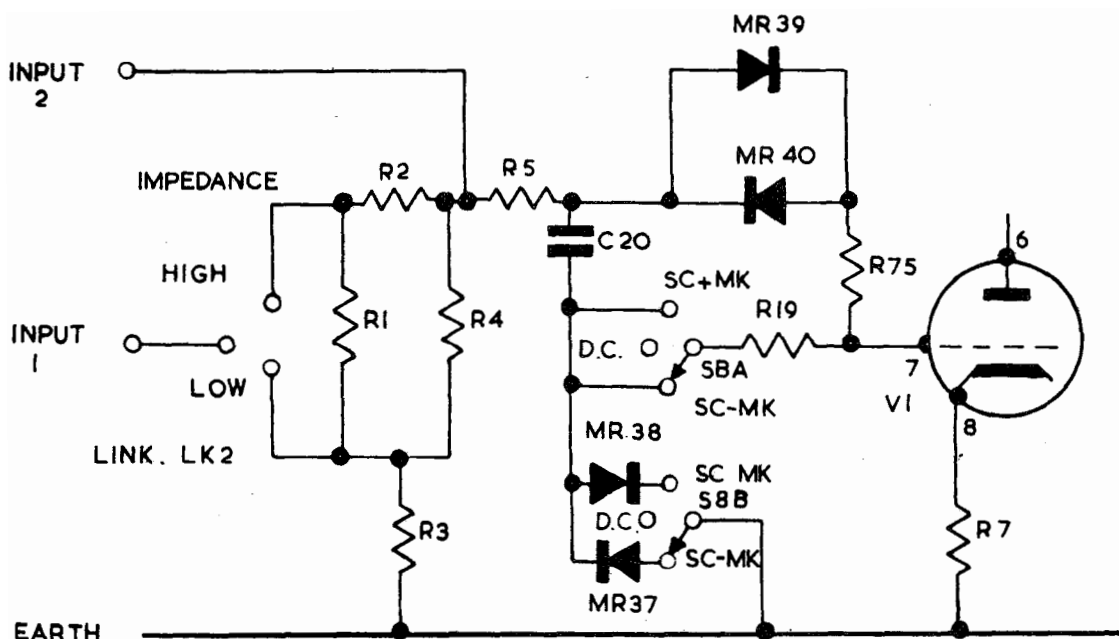 MR39
INPUT
2
MR 40
R2
R5
IMPEDANCE
C20
6
R75
HIGH
SC+MK
R19
R1
R4
INPUT
1
D.C. O
7
SBA
LOW
SC-MK
V1
8
MR.38
LINK. LK2
SC MK
S8B
D.C.O
R3
R7
SC-MK
MR37
EARTH